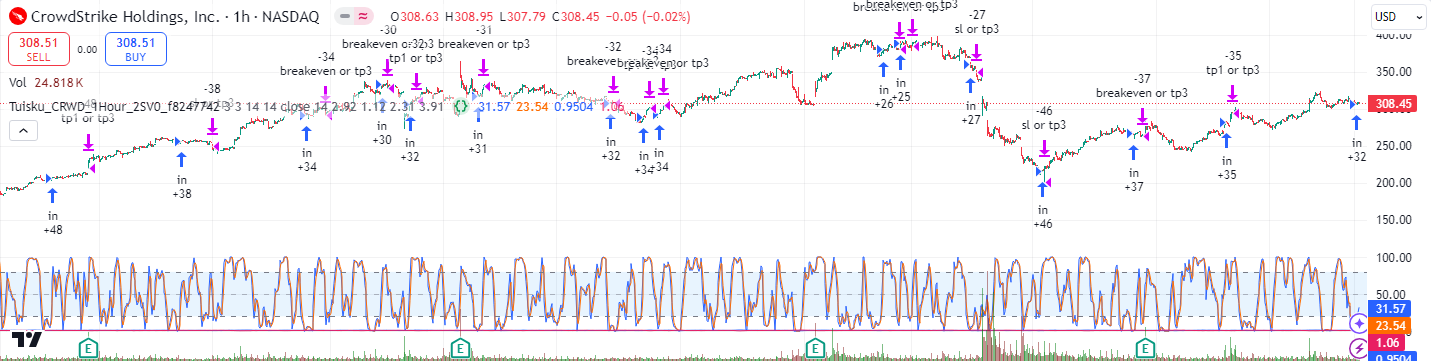 CrowdStrike Holdings, Inc. · 1h · NASDAQ
O308.63 H308.95 L307.79 C308.45 −0.05 (−0.02%)
308.51
SELL
0.00
308.51
BUY
Vol 24.818 K
Tuisku_CRWD_1Hour_2SV0_f8247742 3 3 14 14 close 14 2.92 1.12 2.31 3.91
31.57 23.54 0.9504 1.06
-48
tp1 or tp3
-38
-34
breakeven or tp3
-30
breakeven or tp3
-32
tp1 or tp3
-31
breakeven or tp3
-32
breakeven or tp3
-34
-34
breakeven or tp3
breakeven or tp3
breakeven or tp3
-27
sl or tp3
-46
sl or tp3
-37
breakeven or tp3
-35
tp1 or tp3
in
+48
in
+38
in
+34
in
+30
in
+32
in
+31
in
+32
in
+34
in
+34
+26
in
+25
in
+27
in
+46
in
+37
in
+35
in
+32
USD
400.00
350.00
308.45
250.00
200.00
150.00
100.00
50.00
31.57
23.54
1.06
0.9504
E
E
E
E